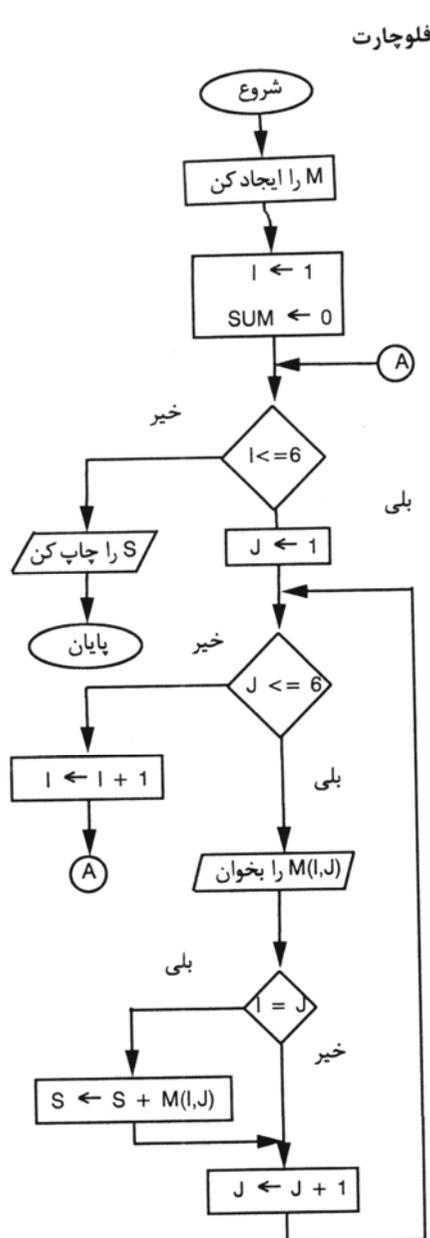 فلوچارت
شروع
M را ایجاد کن
I ← 1
SUM ← 0
A
خیر
I<=6
بلی
S را چاپ کن
J ← 1
پایان
خیر
J <= 6
I ← I + 1
بلی
A
M(I,J) را بخوان
بلی
I = J
خیر
S ← S + M(I,J)
J ← J + 1